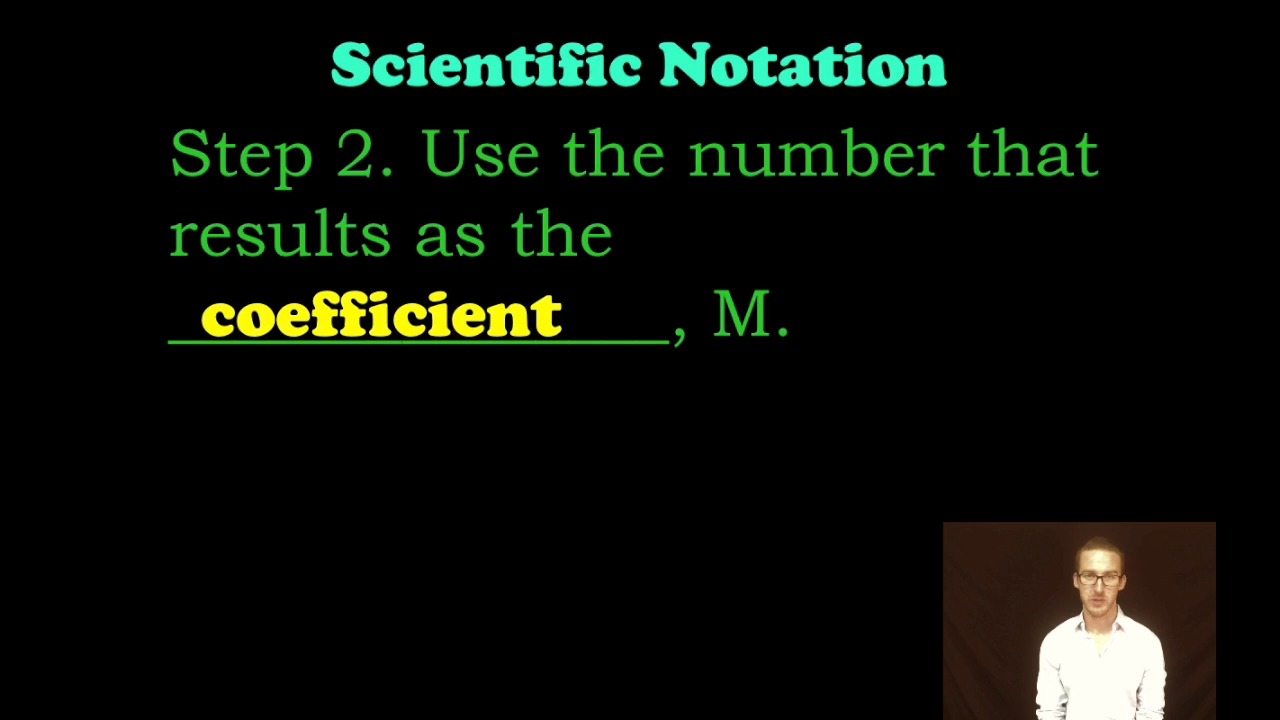 Scientific Notation
Step 2. Use the number that
results as the
coefficient, M.